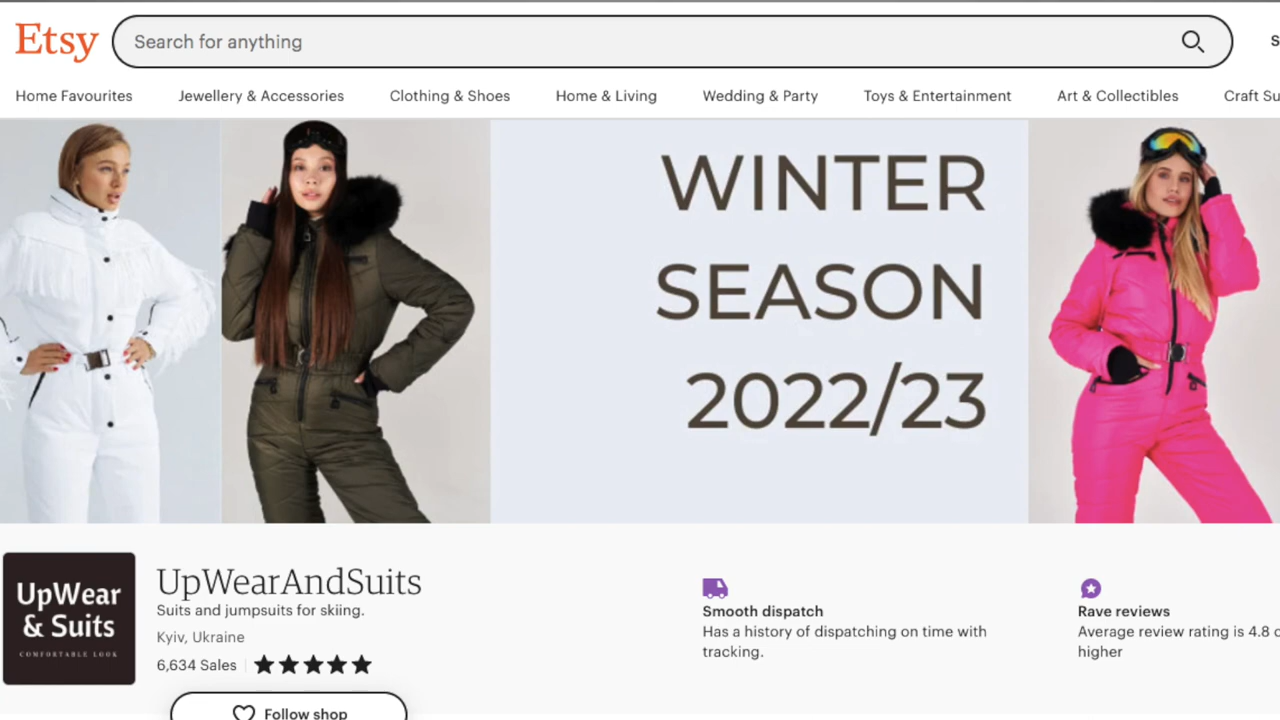 Etsy
Search for anything
Home Favourites
Jewellery & Accessories
Clothing & Shoes
Home & Living
Wedding & Party
Toys & Entertainment
Art & Collectibles
Craft Su
WINTER
SEASON
2022/23
UpWear
& Suits
COMFORTABLE LOOK
UpWearAndSuits
Suits and jumpsuits for skiing.
Kyiv, Ukraine
6,634 Sales
Follow shop
Smooth dispatch
Has a history of dispatching on time with
tracking.
Rave reviews
Average review rating is 4.8 o
higher